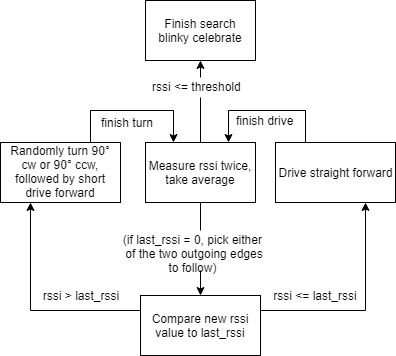 Finish search
blinky celebrate
rssi <= threshold
finish turn
finish drive
Randomly turn 90°
cw or 90° ccw,
followed by short
drive forward
Measure rssi twice,
take average
Drive straight forward
(if last_rssi = 0, pick either
of the two outgoing edges
to follow)
rssi > last_rssi
rssi <= last_rssi
Compare new rssi
value to last_rssi